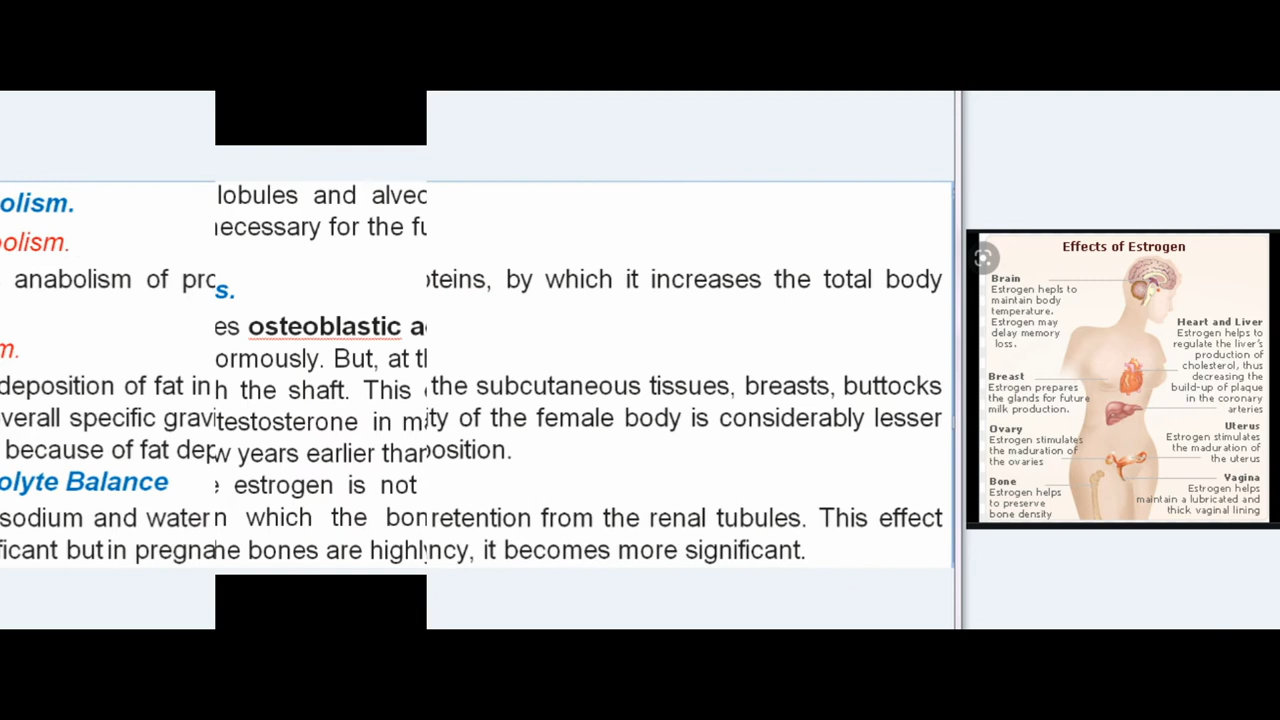 olism.
olism.
anabolism of pro
m.
deposition of fat in
verall specific gravi
because of fat dep
olyte Balance
sodium and water
ficant but in pregna
lobules and alveo
necessary for the fu
s.
es osteoblastic a
ormously. But, at th
h the shaft. This
testosterone in m
w years earlier than
estrogen is not
n which the bon
he bones are highly
teins, by which it increases the total body
the subcutaneous tissues, breasts, buttocks
ty of the female body is considerably lesser
position.
retention from the renal tubules. This effect
ncy, it becomes more significant.
Effects of Estrogen
Brain
Estrogen hepls to
maintain body
temperature.
Estrogen may
delay memory
loss.
Breast
Estrogen prepares
the glands for future
milk production.
Ovary
Estrogen stimulates
the maduration of
the ovaries
Bone
Estrogen helps
to preserve
bone density
Heart and Liver
Estrogen helps to
regulate the liver's
production of
cholesterol, thus
decreasing the
build-up of plaque
in the coronary
arteries
Uterus
Estrogen stimulates
the maduration of
the uterus
Vagina
Estrogen helps
maintain a lubricated and
thick vaginal lining